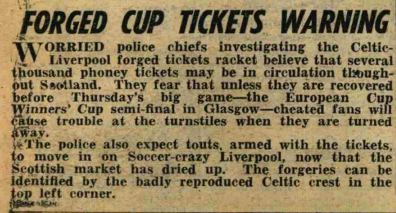 FORGED CUP TICKETS WARNING
WORRIED police chiefs investigating the Celtic-
Liverpool forged tickets racket believe that several
thousand phoney tickets may be in circulation though-
out Scotland. They fear that unless they are recovered
before Thursday's big game—the European Cup
Winners' Cup semi-final in Glasgow—cheated fans will
cause trouble at the turnstiles when they are turned
away.
The police also expect touts, armed with the tickets,
to move in on Soccer-crazy Liverpool, now that the
Scottish market has dried up. The forgeries can be
identified by the badly reproduced Celtic crest in the
top left corner.